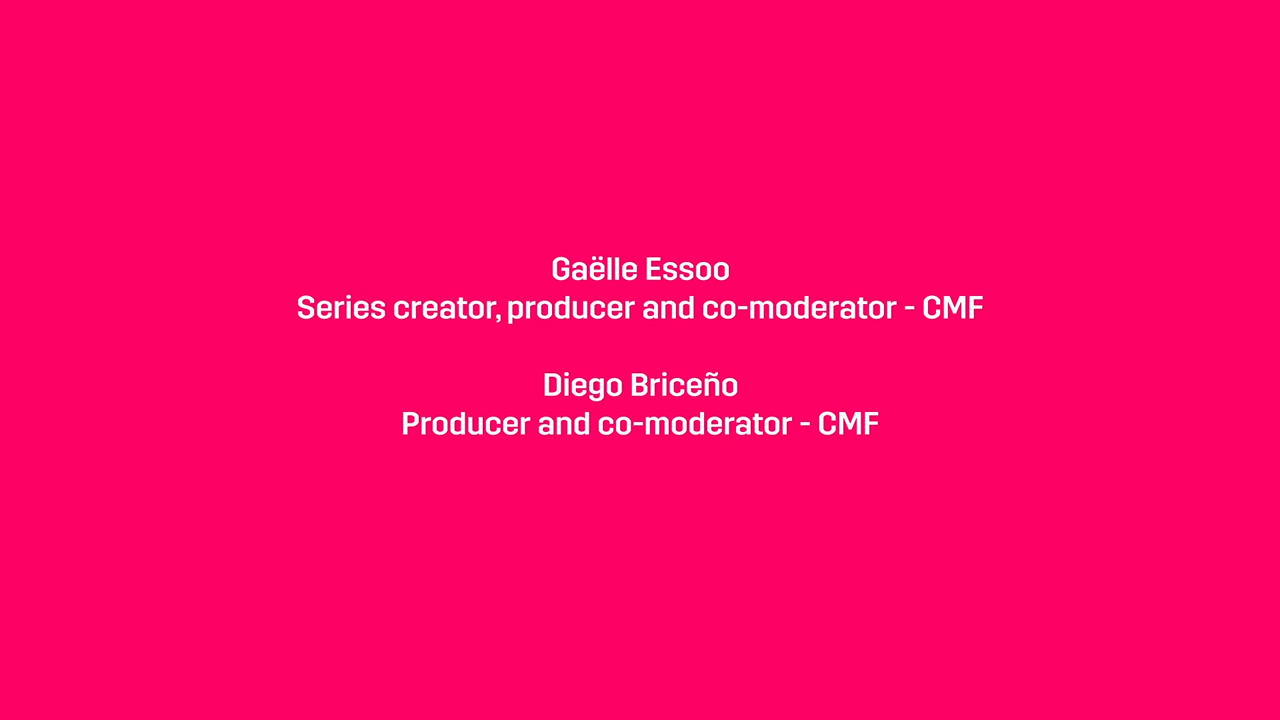 Gaëlle Essoo
Series creator, producer and co-moderator - CMF
Diego Briceño
Producer and co-moderator - CMF